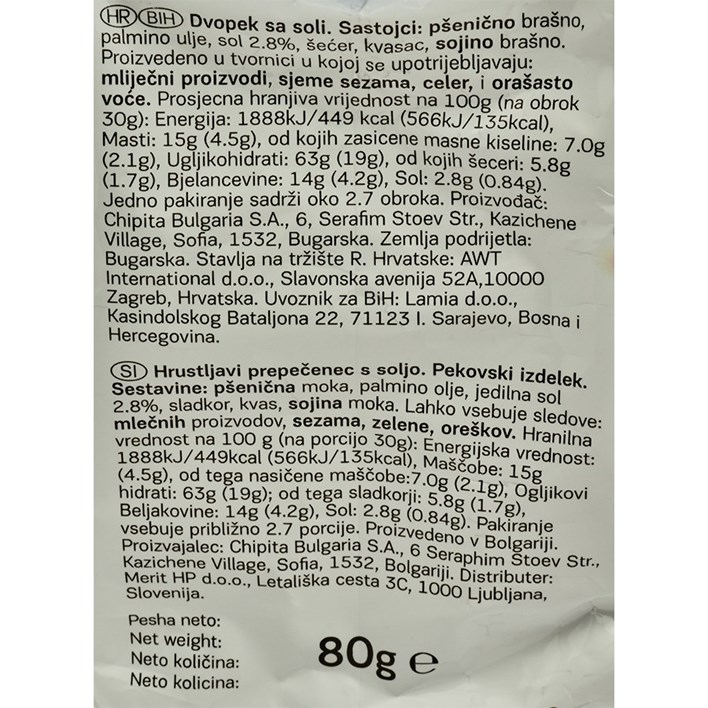 HR BIH Dvopek sa soli. Sastojci: pšenično brašno,
palmino ulje, sol 2.8%, šećer, kvasac, sojino brašno.
Proizvedeno u tvornici u kojoj se upotrijebljavaju:
mliječni proizvodi, sjeme sezama, celer, i orašasto
voće. Prosjecna hranjiva vrijednost na 100g (na obrok
30g): Energija: 1888kJ/449 kcal (566kJ/135kcal),
Masti: 15g (4.5g), od kojih zasicene masne kiseline: 7.0g
(2.1g), Ugljikohidrati: 63g (19g), od kojih šeceri: 5.8g
(1.7g), Bjelancevine: 14g (4.2g), Sol: 2.8g (0.84g).
Jedno pakiranje sadrži oko 2.7 obroka. Proizvođač:
Chipita Bulgaria S.A., 6, Serafim Stoev Str., Kazichene
Village, Sofia, 1532, Bugarska. Zemlja podrijetla:
Bugarska. Stavlja na tržište R. Hrvatske: AWT
International d.o.o., Slavonska avenija 52A,10000
Zagreb, Hrvatska. Uvoznik za BiH: Lamia d.o.o.,
Kasindolskog Bataljona 22, 71123 I. Sarajevo, Bosna i
Hercegovina.
SI Hrustljavi prepečenec s soljo. Pekovski izdelek.
Sestavine: pšenična moka, palmino olje, jedilna sol
2.8%, sladkor, kvas, sojina moka. Lahko vsebuje sledove:
mlečnih proizvodov, sezama, zelene, oreškov. Hranilna
vrednost na 100 g (na porcijo 30g): Energijska vrednost:
1888kJ/449kcal (566kJ/135kcal), Maščobe: 15g
(4.5g), od tega nasičene maščobe:7.0g (2.1g), Ogljikovi
hidrati: 63g (19g); od tega sladkorji: 5.8g (1.7g),
Beljakovine: 14g (4.2g), Sol: 2.8g (0.84g). Pakiranje
vsebuje približno 2.7 porcije. Proizvedeno v Bolgariji.
Proizvajalec: Chipita Bulgaria S.A., 6 Seraphim Stoev Str.,
Kazichene Village, Sofia, 1532, Bolgariji. Distributer:
Merit HP d.o.o., Letališka cesta 3C, 1000 Ljubljana,
Slovenija.
Pesha neto:
Net weight:
Neto količina:
Neto kolicina:
80g e